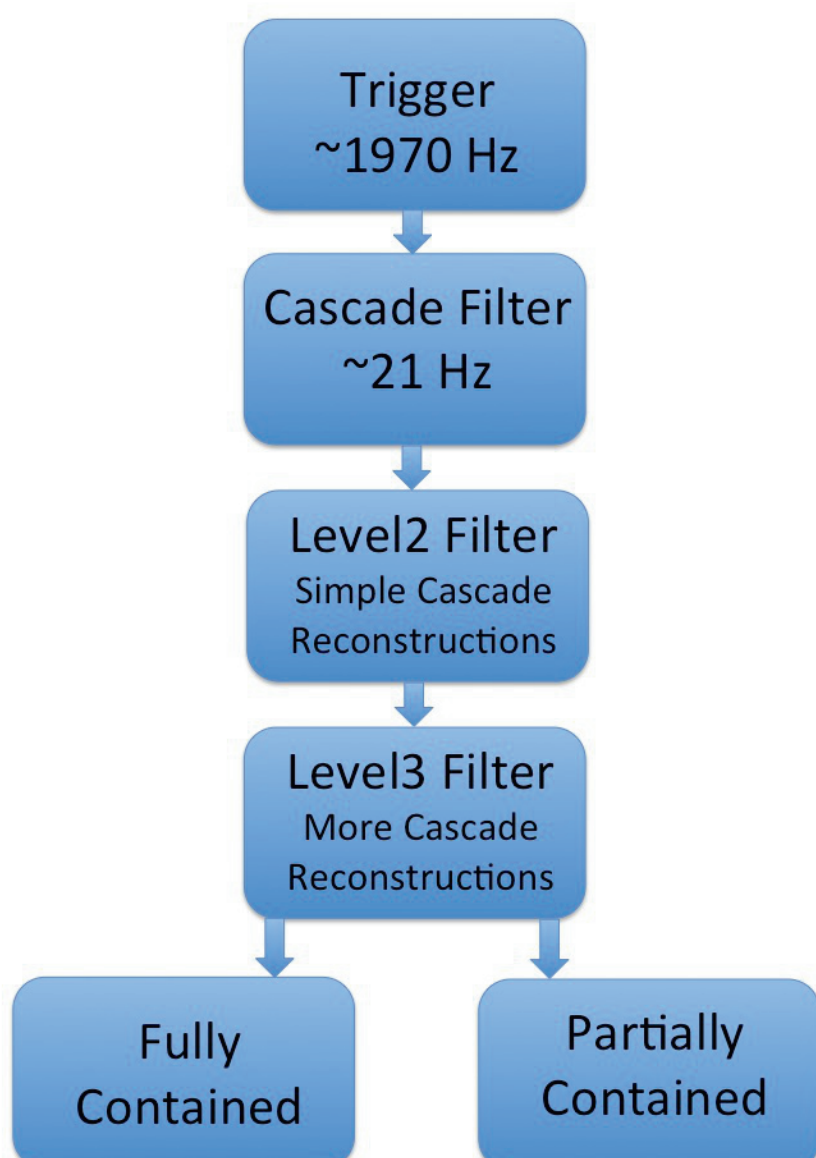 Trigger
~1970 Hz
Cascade Filter
~21 Hz
Level2 Filter
Simple Cascade
Reconstructions
Level3 Filter
More Cascade
Reconstructions
Fully
Contained
Partially
Contained